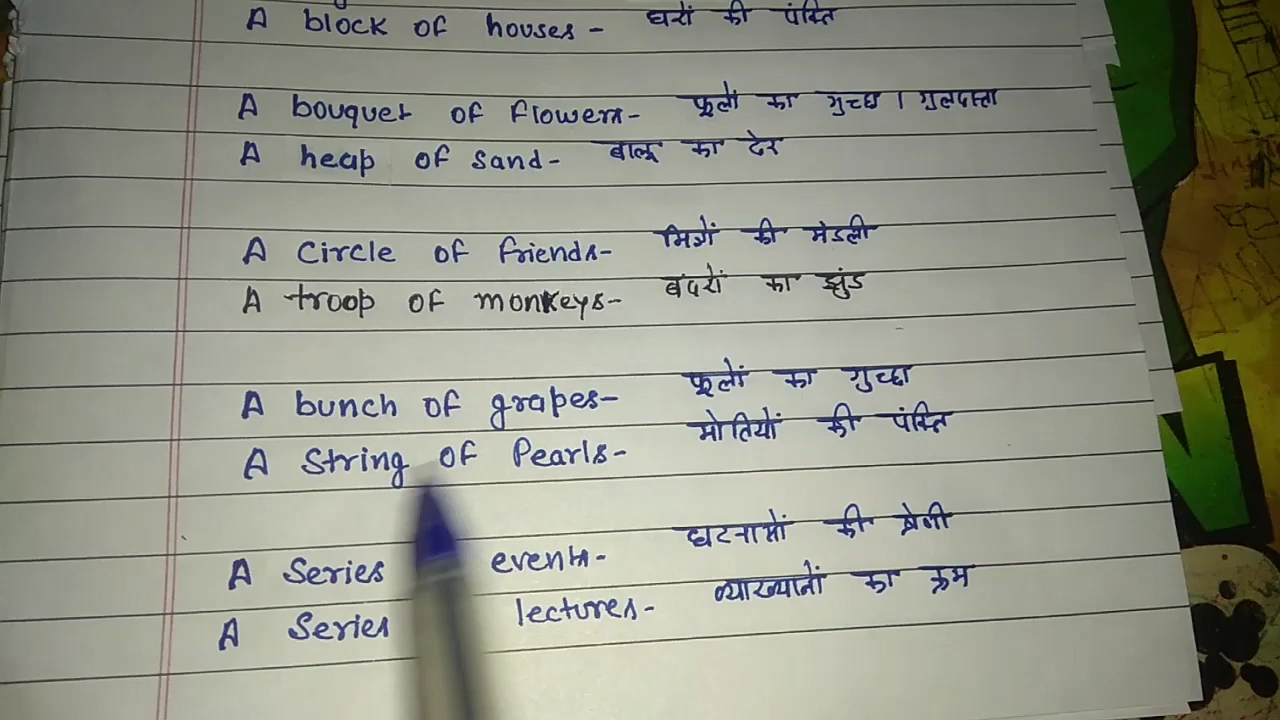 A block of houses - घरों की पंक्ति
A bouquet of flowers - फूलों का गुच्छा । गुलदस्ता
A heap of sand - बालू का ढेर
A Circle of friends - मित्रों की मंडली
A troop of monkeys - बंदरों का झुंड
A bunch of grapes - फूलों का गुच्छा
A String of Pearls - मोतियों की पंक्ति
A Series events - घटनाओं की श्रेणी
A Series lectures - व्याख्यानों का क्रम